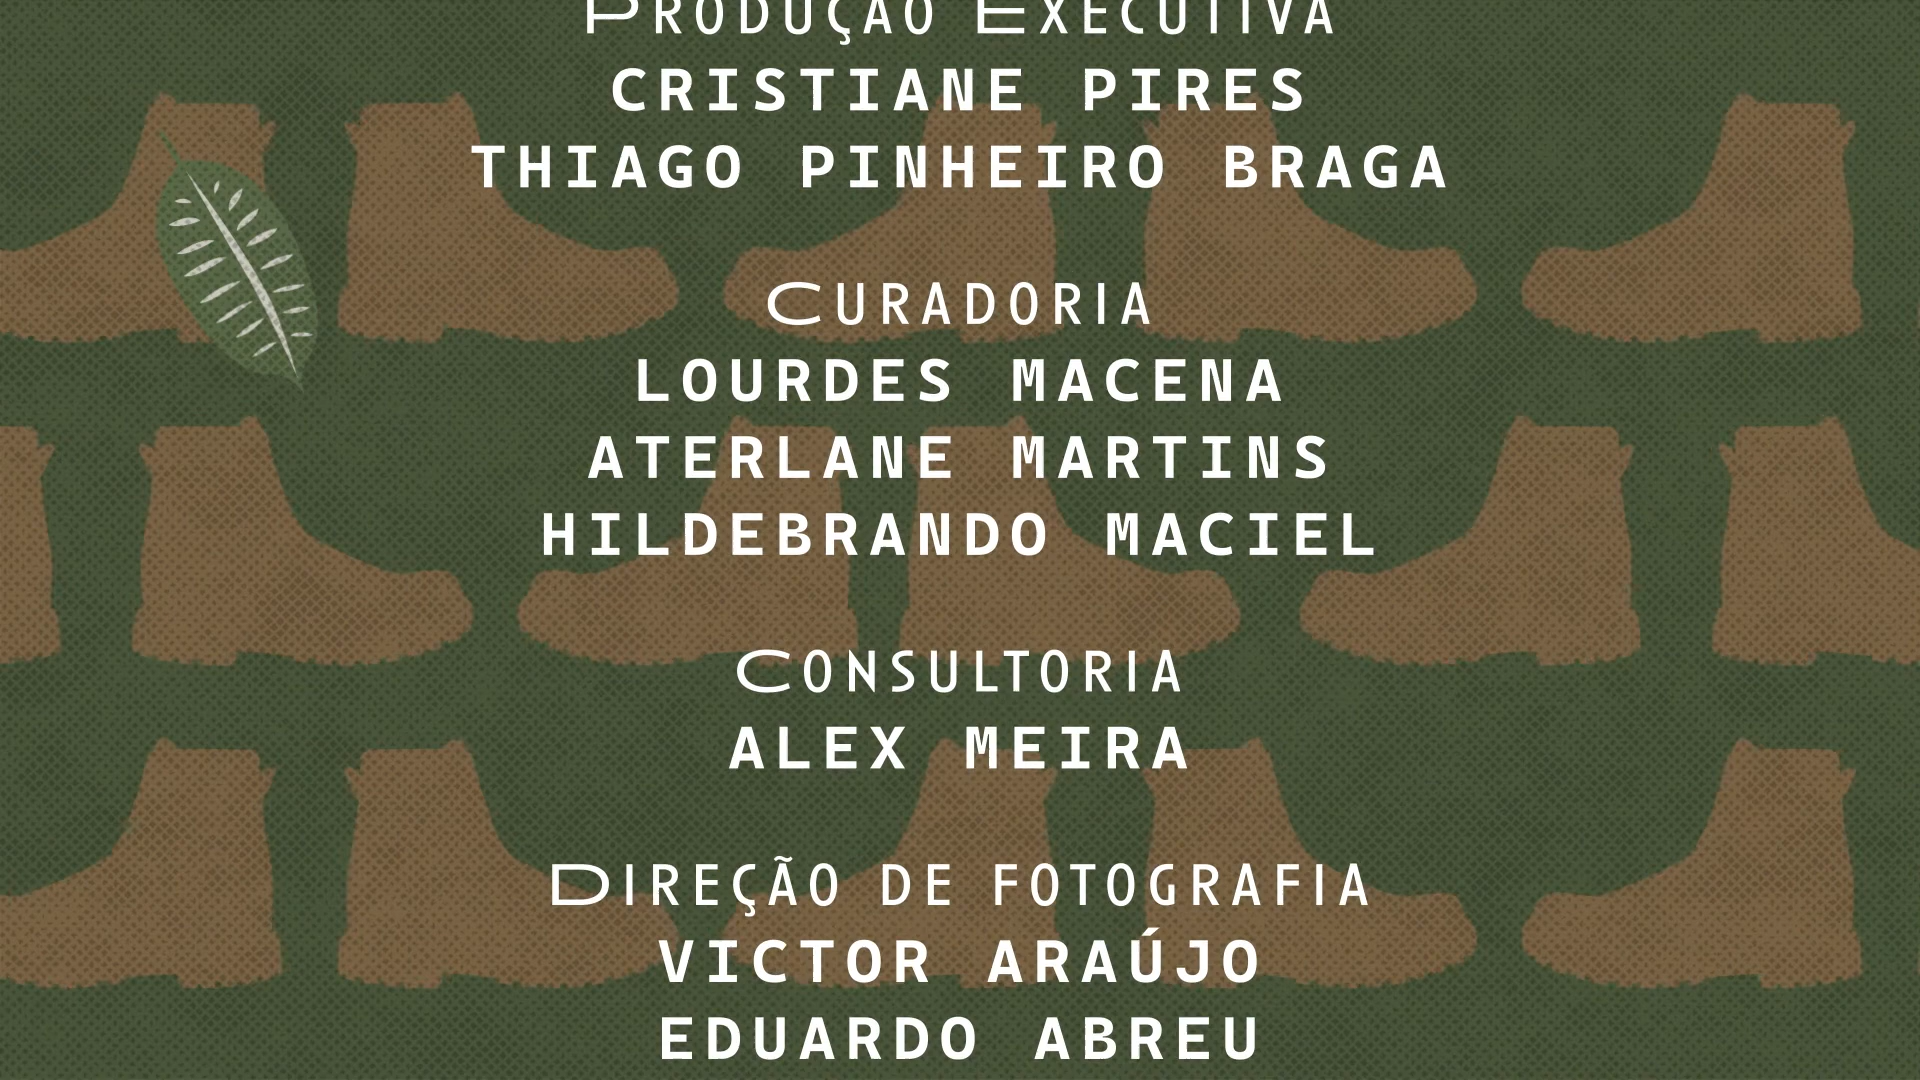 Produção Executiva
CRISTIANE PIRES
THIAGO PINHEIRO BRAGA
Curadoria
LOURDES MACENA
ATERLANE MARTINS
HILDEBRANDO MACIEL
Consultoria
ALEX MEIRA
Direção de fotografia
VICTOR ARAÚJO
EDUARDO ABREU